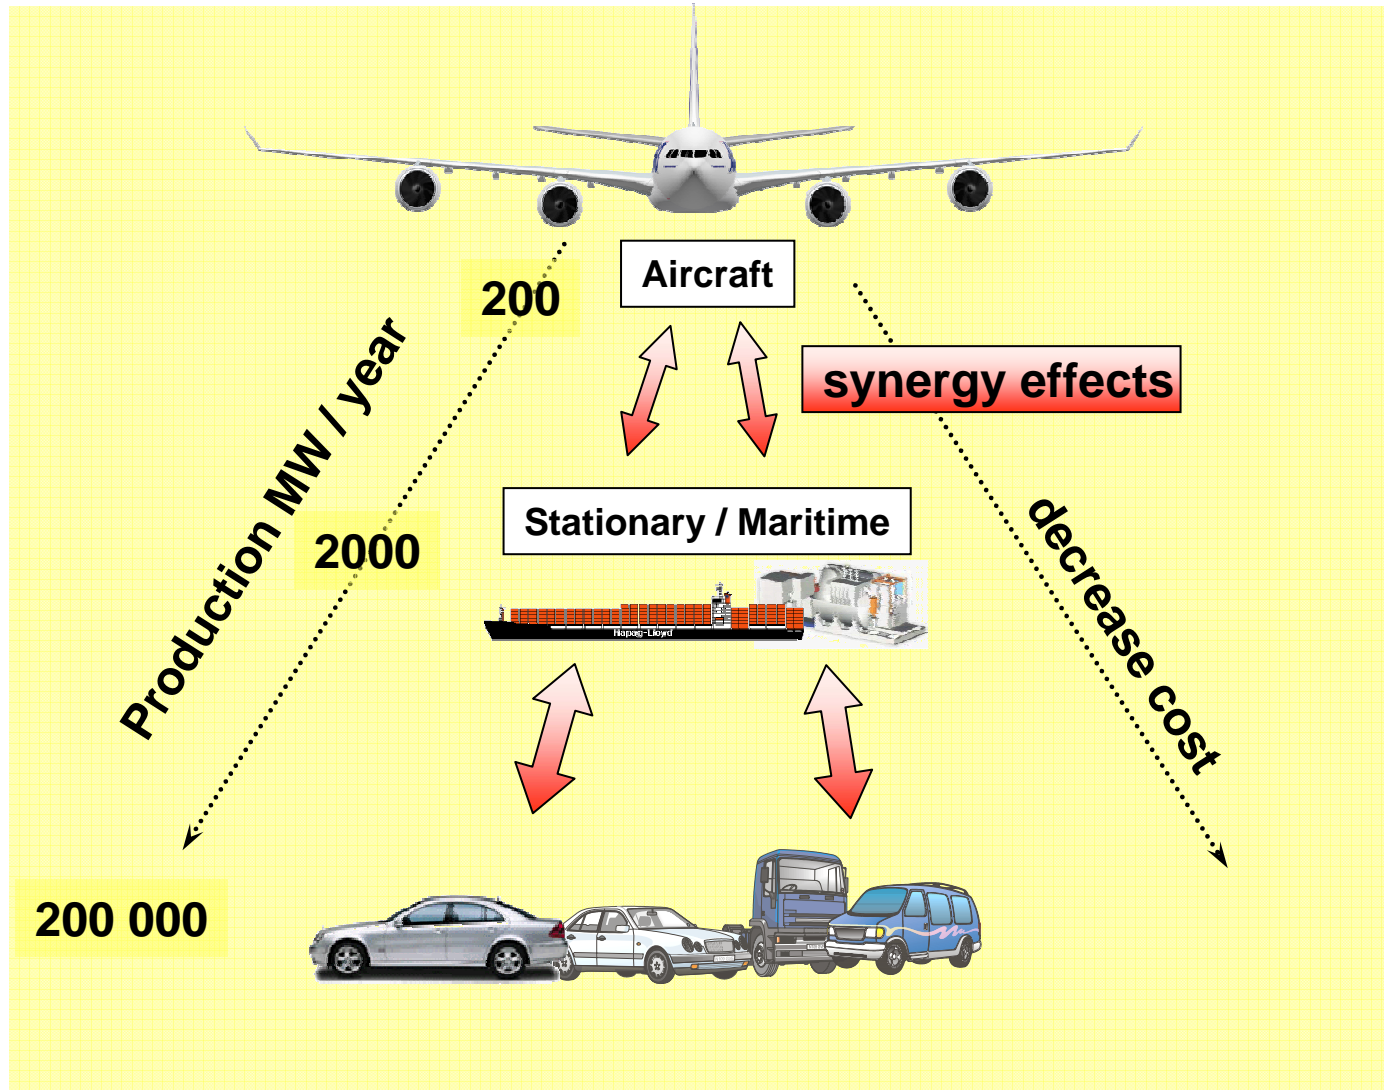 Aircraft
200
Production MW / year
synergy effects
Stationary / Maritime
2000
decrease cost
Hapag-Lloyd
200 000